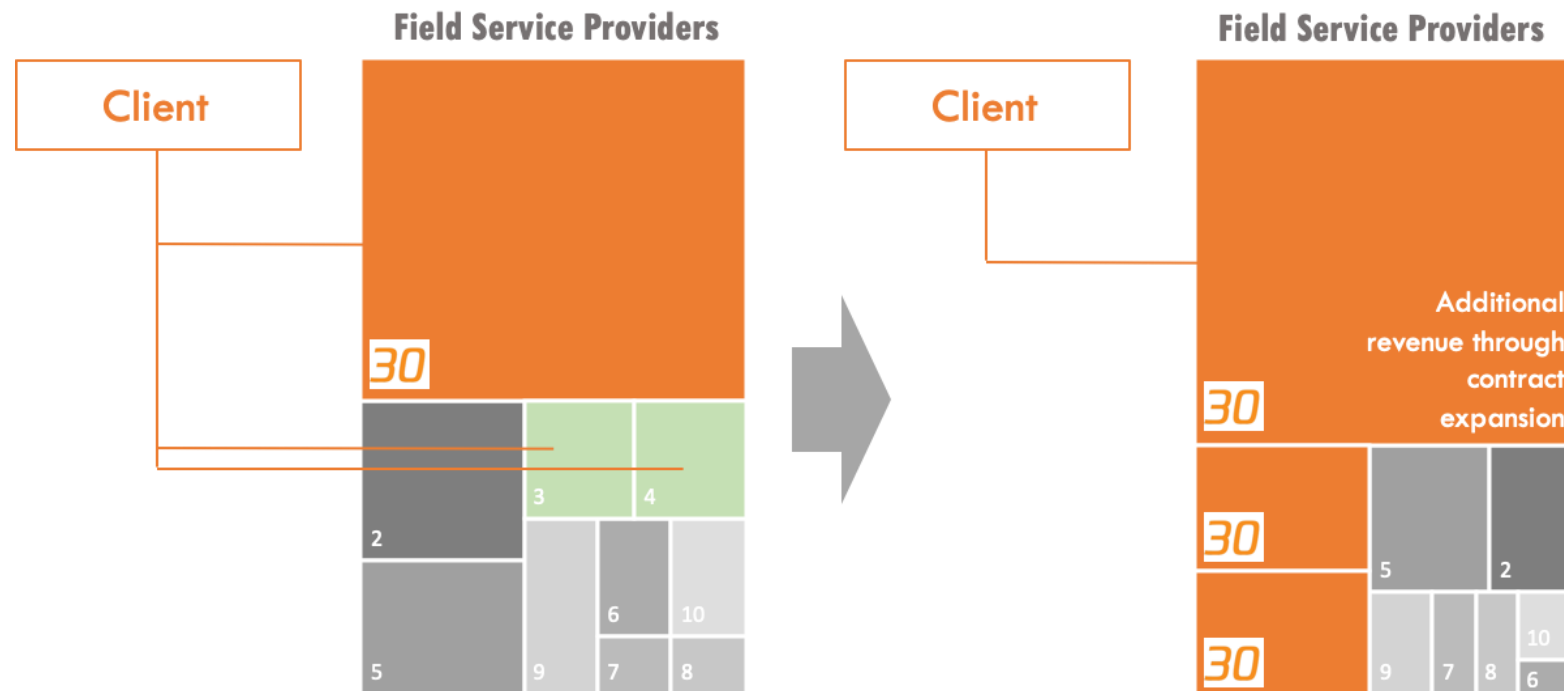 Field Service Providers
Client
30
2
3
4
5
6
10
9
7
8
Field Service Providers
Client
Additional
revenue through
contract
expansion
30
30
5
2
30
9
7
8
10
6